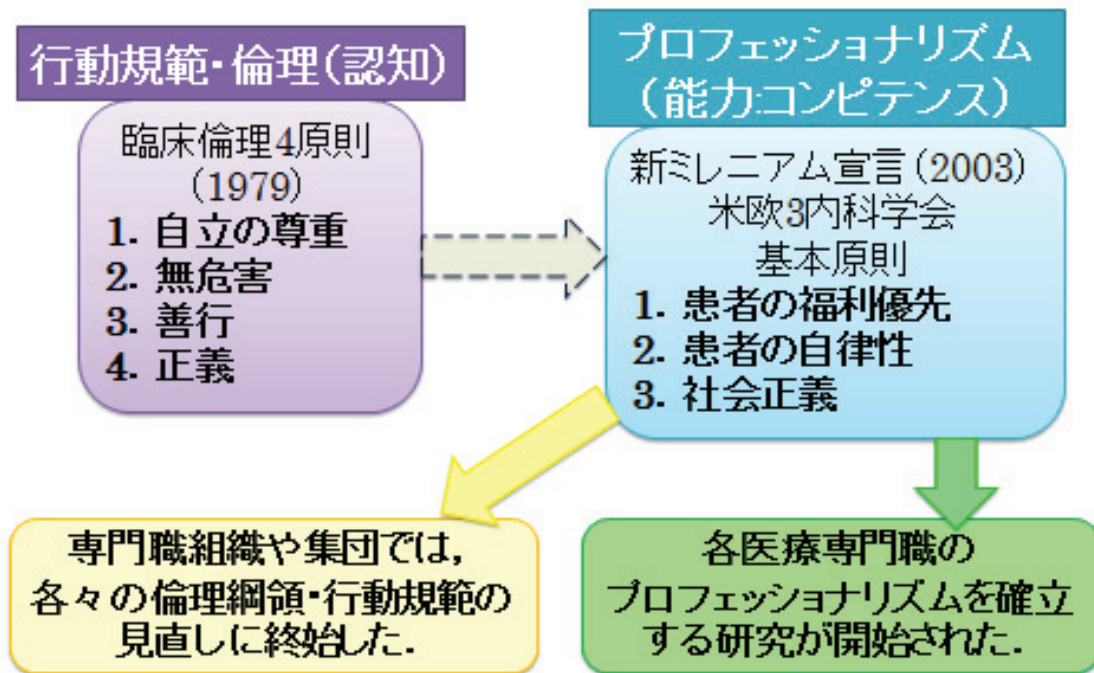 行動規範・倫理(認知)
臨床倫理4原則
(1979)
1. 自立の尊重
2. 無危害
3. 善行
4. 正義
プロフェッショナリズム
(能力:コンピテンス)
新ミレニアム宣言(2003)
米欧3内科学会
基本原則
1. 患者の福利優先
2. 患者の自律性
3. 社会正義
専門職組織や集団では,
各々の倫理綱領・行動規範の
見直しに終始した.
各医療専門職の
プロフェッショナリズムを確立
する研究が開始された.